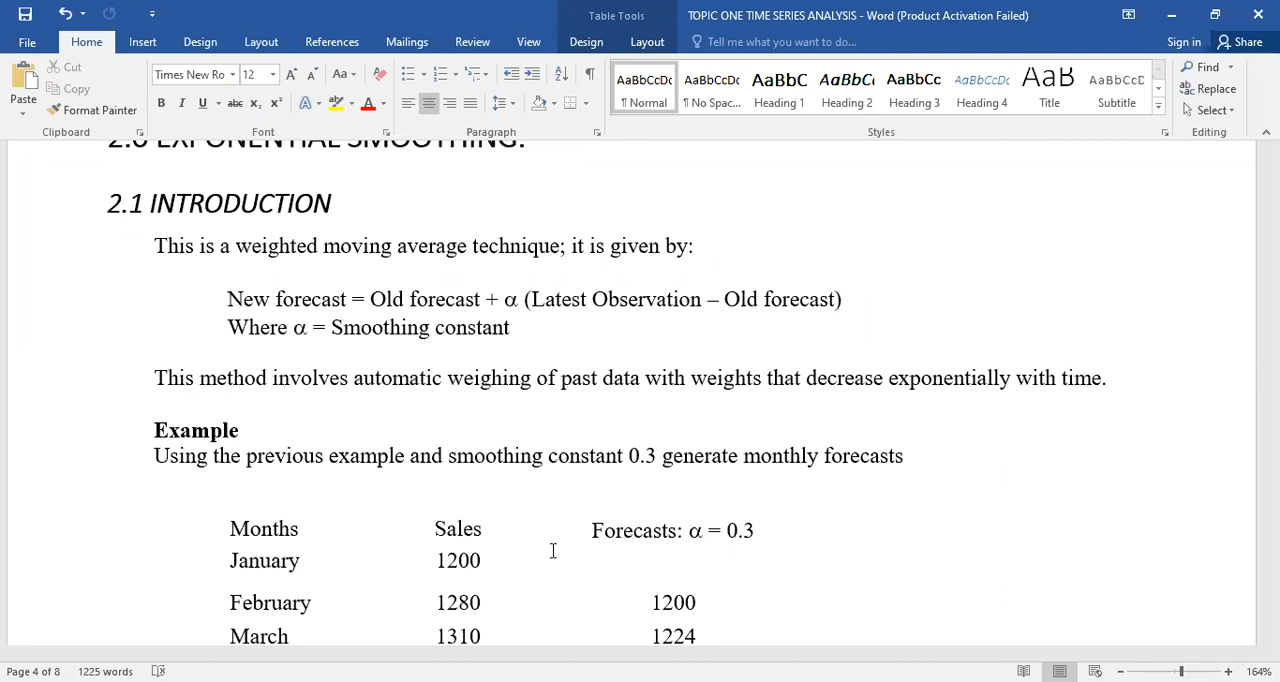 Table Tools
TOPIC ONE TIME SERIES ANALYSIS - Word (Product Activation Failed)
File Home Insert Design Layout References Mailings Review View Design Layout Tell me what you want to do... Sign in Share
Paste
Cut
Copy
Format Painter
Clipboard
Times New Ro 12
Font
Paragraph
AaBbCcDc AaBbCcDc AaBbC AaBbC AaBbCc AaBbCcDc AaB AaBbCcD
¶ Normal ¶ No Spac... Heading 1 Heading 2 Heading 3 Heading 4 Title Subtitle
Styles
Find
Replace
Select
Editing
2.0 EXPONENTIAL SMOOTHING.
2.1 INTRODUCTION
This is a weighted moving average technique; it is given by:
New forecast = Old forecast + α (Latest Observation – Old forecast)
Where α = Smoothing constant
This method involves automatic weighing of past data with weights that decrease exponentially with time.
Example
Using the previous example and smoothing constant 0.3 generate monthly forecasts
Months Sales Forecasts: α = 0.3
January 1200
February 1280 1200
March 1310 1224
Page 4 of 8 1225 words 164%